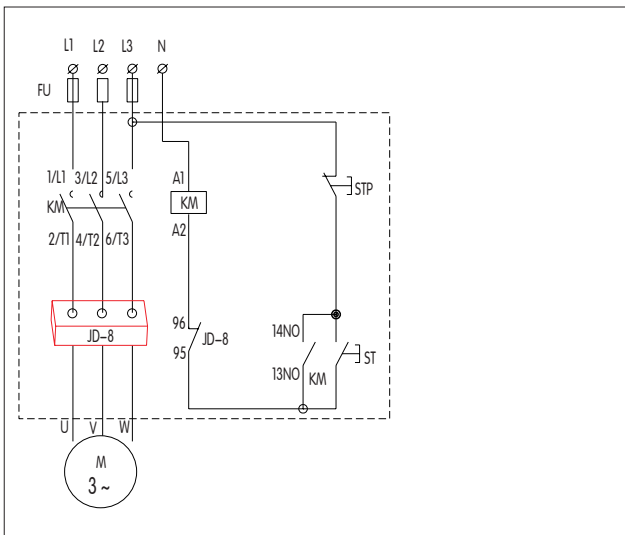 L1 L2 L3 N
FU
1/L1 3/L2 5/L3 A1
STP
KM KM
A2
2/T1 4/T2 6/T3
96
14NO
JD-8 JD-8
95 ST
13NO KM
U V W
M
3~